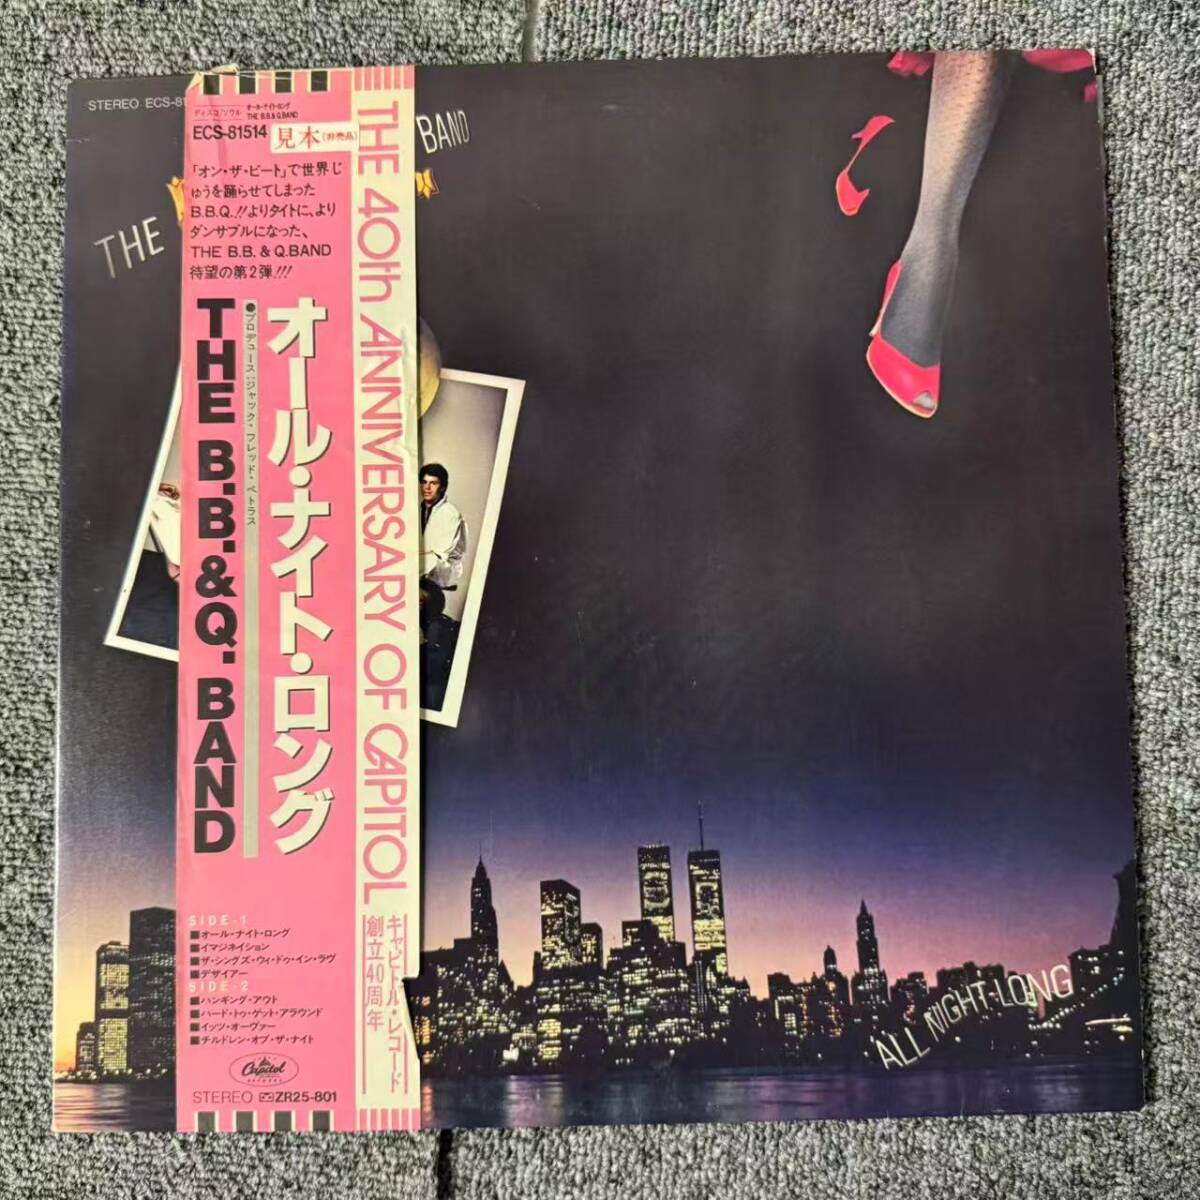 STEREO ECS-81
THE
BAND
ディスコ/ソウル
オール・ナイト・ロング
THE B.B.& Q.BAND
ECS-81514
見本(非売品)
「オン・ザ・ビート」で世界じ
ゅうを踊らせてしまった
B.B.Q.!!よりタイトに、より
ダンサブルになった、
THE B.B. & Q.BAND
待望の第2弾!!!
THE B.B.&Q. BAND
●プロデュース:ジャック・フレッド・ペトラス
オール・ナイト・ロング
THE 40th ANNIVERSARY OF CAPITOL
キャピトル・レコード
創立40周年
SIDE-1
■オール・ナイト・ロング
■イマジネイション
■ザ・シングズ・ウィ・ドゥ・イン・ラヴ
■デザイアー
SIDE-2
■ハンギング・アウト
■ハード・トゥ・ゲット・アラウンド
■イッツ・オーヴァー
■チルドレン・オブ・ザ・ナイト
Capitol
RECORDS
STEREO ZR25-801
ALL NIGHT LONG